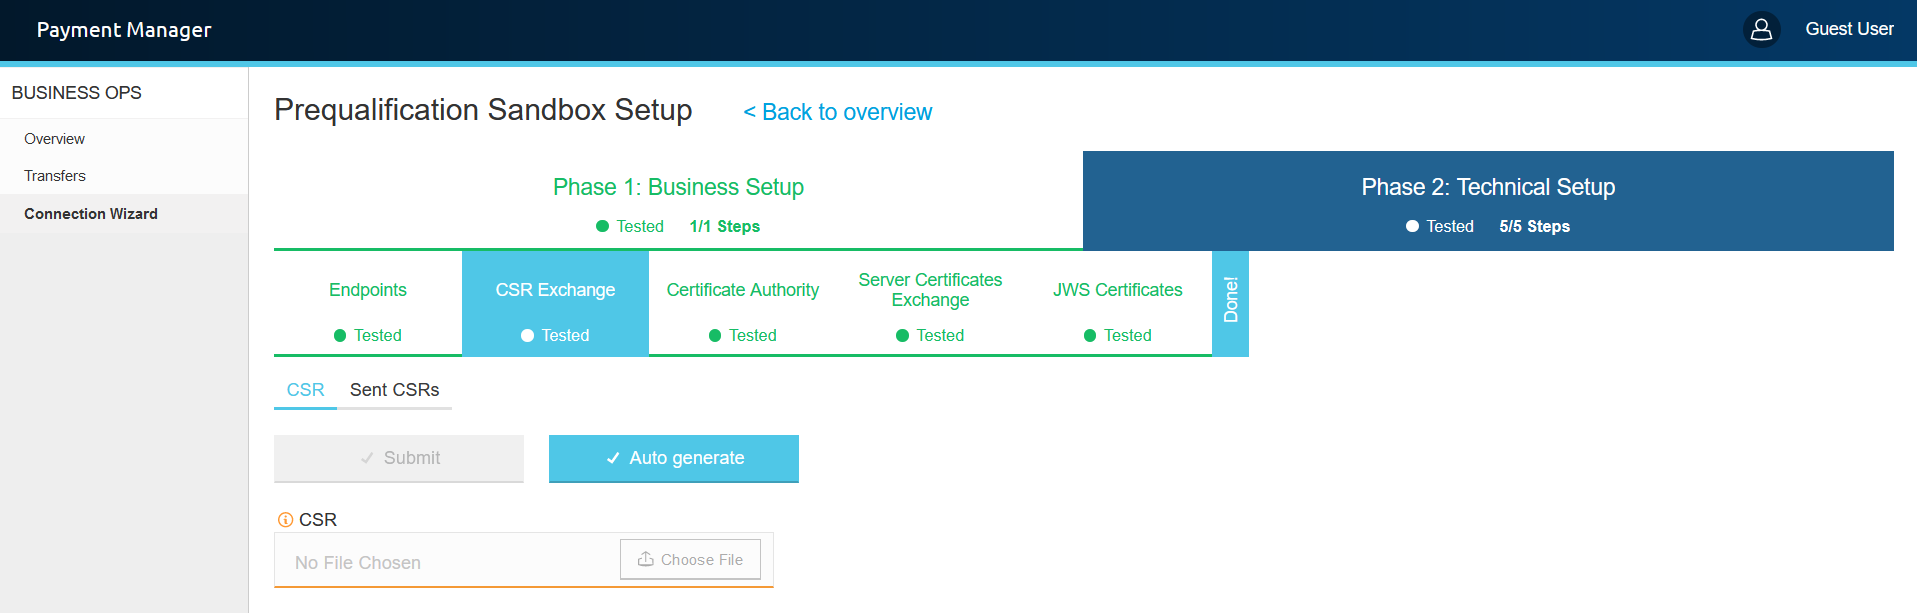 Payment Manager
Guest User
BUSINESS OPS
Overview
Transfers
Connection Wizard
Prequalification Sandbox Setup
< Back to overview
Phase 1: Business Setup
Tested 1/1 Steps
Phase 2: Technical Setup
Tested 5/5 Steps
Endpoints
Tested
CSR Exchange
Tested
Certificate Authority
Tested
Server Certificates
Exchange
Tested
JWS Certificates
Tested
Done!
CSR
Sent CSRs
Submit
Auto generate
CSR
No File Chosen
Choose File